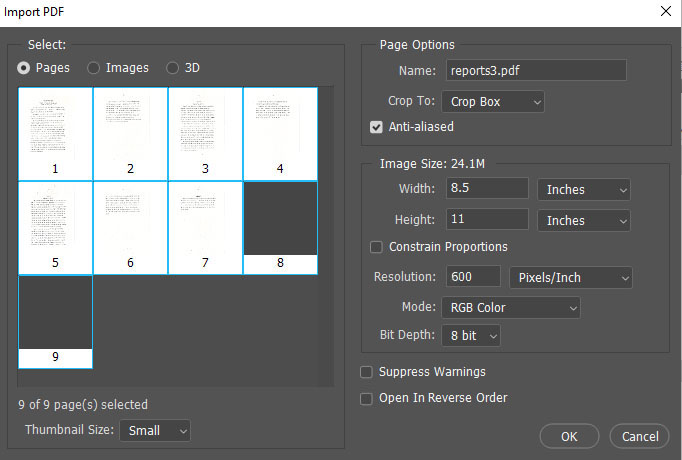 Import PDF
Select:
Pages Images 3D
1 2 3 4
5 6 7 8
9
9 of 9 page(s) selected
Thumbnail Size: Small
Page Options
Name: reports3.pdf
Crop To: Crop Box
Anti-aliased
Image Size: 24.1M
Width: 8.5 Inches
Height: 11 Inches
Constrain Proportions
Resolution: 600 Pixels/Inch
Mode: RGB Color
Bit Depth: 8 bit
Suppress Warnings
Open In Reverse Order
OK Cancel